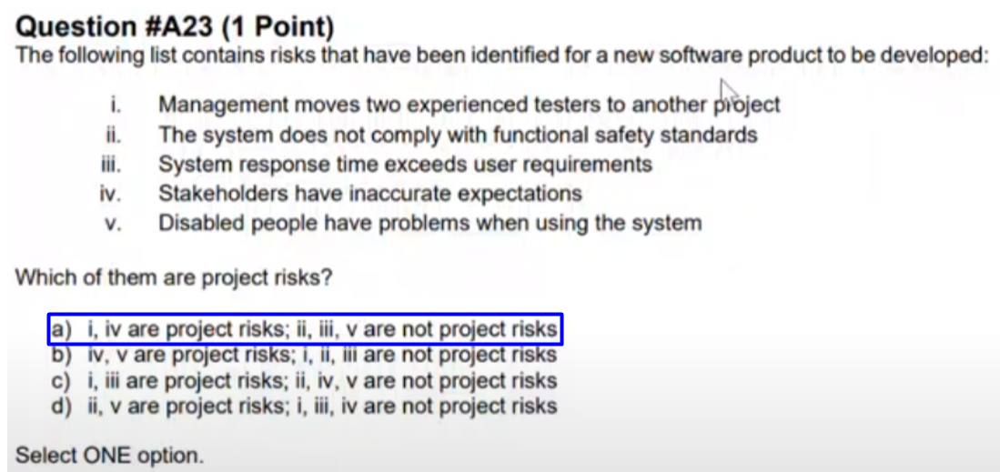 Question #A23 (1 Point)
The following list contains risks that have been identified for a new software product to be developed:
i. Management moves two experienced testers to another project
ii. The system does not comply with functional safety standards
iii. System response time exceeds user requirements
iv. Stakeholders have inaccurate expectations
v. Disabled people have problems when using the system
Which of them are project risks?
a) i, iv are project risks; ii, iii, v are not project risks
b) iv, v are project risks; i, ii, iii are not project risks
c) i, iii are project risks; ii, iv, v are not project risks
d) ii, v are project risks; i, iii, iv are not project risks
Select ONE option.